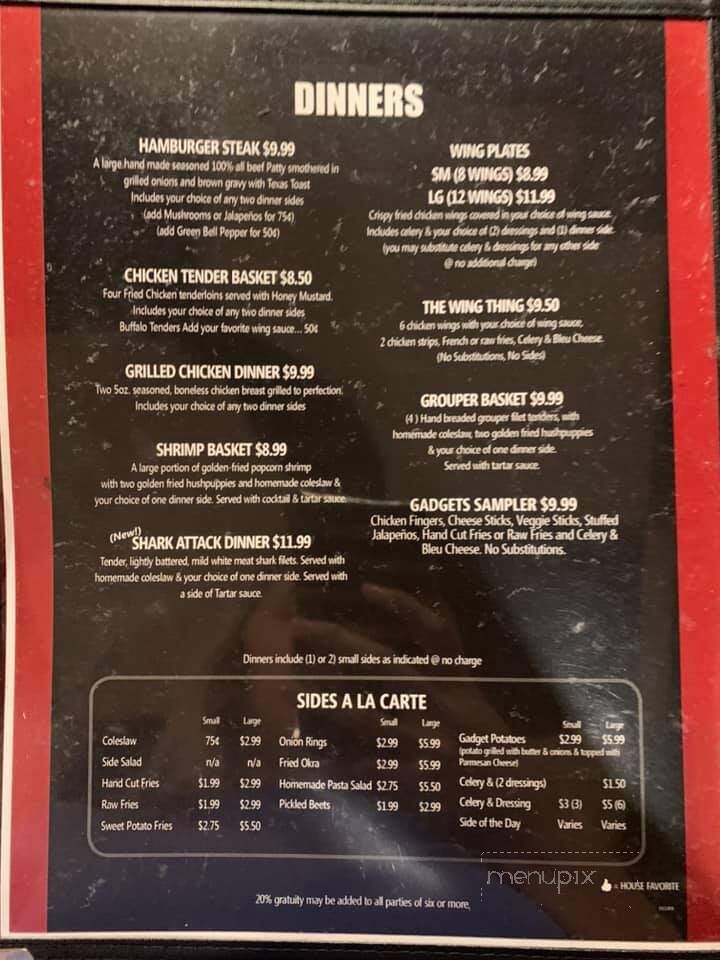 DINNERS
HAMBURGER STEAK $9.99
A large hand made seasoned 100% all beef Patty smothered in
grilled onions and brown gravy with Texas Toast
Includes your choice of any two dinner sides
(add Mushrooms or Jalapeños for 75¢)
(add Green Bell Pepper for 50¢)
CHICKEN TENDER BASKET $8.50
Four Fried Chicken tenderloins served with Honey Mustard.
Includes your choice of any two dinner sides
Buffalo Tenders Add your favorite wing sauce... 50¢
GRILLED CHICKEN DINNER $9.99
Two 5oz. seasoned, boneless chicken breast grilled to perfection.
Includes your choice of any two dinner sides
SHRIMP BASKET $8.99
A large portion of golden-fried popcorn shrimp
with two golden fried hushpuppies and homemade coleslaw &
your choice of one dinner side. Served with cocktail & tartar sauce.
(New!)
SHARK ATTACK DINNER $11.99
Tender, lightly battered, mild white meat shark filets. Served with
homemade coleslaw & your choice of one dinner side. Served with
a side of Tartar sauce.
WING PLATES
SM (8 WINGS) $8.99
LG (12 WINGS) $11.99
Crispy fried chicken wings covered in your choice of wing sauce.
Includes celery & your choice of (2) dressings and (1) dinner side.
(you may substitute celery & dressings for any other side
@ no additional charge)
THE WING THING $9.50
6 chicken wings with your choice of wing sauce,
2 chicken strips, French or raw fries, Celery & Bleu Cheese.
(No Substitutions, No Sides)
GROUPER BASKET $9.99
(4) Hand breaded grouper filet tenders, with
homemade coleslaw, two golden fried hushpuppies
& your choice of one dinner side.
Served with tartar sauce.
GADGETS SAMPLER $9.99
Chicken Fingers, Cheese Sticks, Veggie Sticks, Stuffed
Jalapeños, Hand Cut Fries or Raw Fries and Celery &
Bleu Cheese. No Substitutions.
Dinners include (1) or 2) small sides as indicated @ no charge
SIDES A LA CARTE
Small Large
Coleslaw 75¢ $2.99
Side Salad n/a n/a
Hand Cut Fries $1.99 $2.99
Raw Fries $1.99 $2.99
Sweet Potato Fries $2.75 $5.50
Small Large
Onion Rings $2.99 $5.99
Fried Okra $2.99 $5.99
Homemade Pasta Salad $2.75 $5.50
Pickled Beets $1.99 $2.99
Small Large
Gadget Potatoes $2.99 $5.99
(potato grilled with butter & onions & topped with
Parmesan Cheese)
Celery & (2 dressings) $1.50
Celery & Dressing $3 (3) $5 (6)
Side of the Day Varies Varies
menupix
= HOUSE FAVORITE
20% gratuity may be added to all parties of six or more.